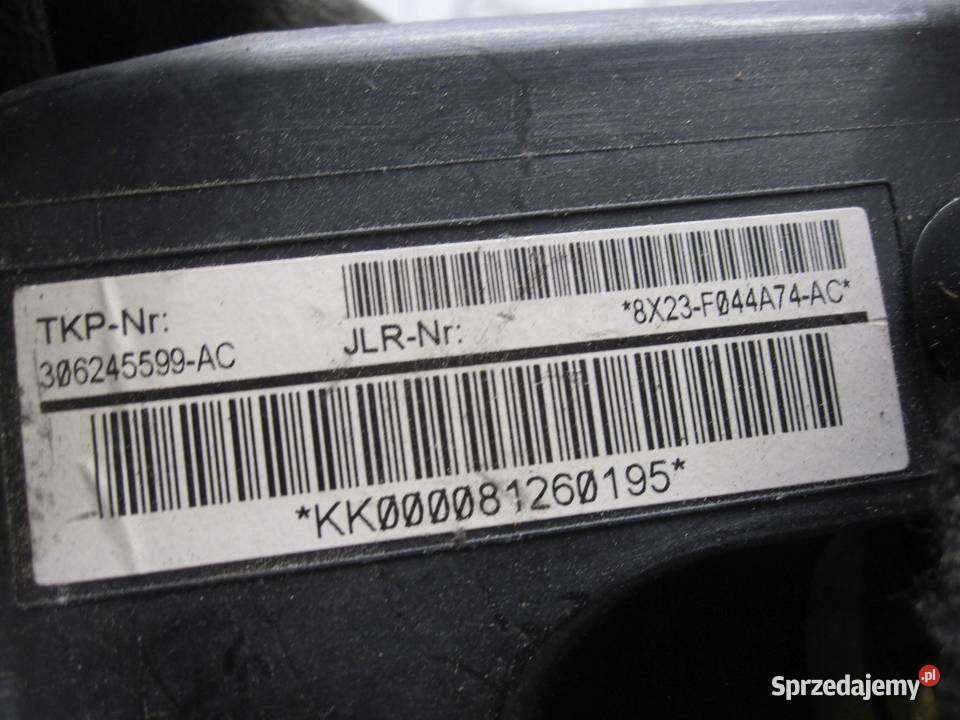 TKP-Nr:
306245599-AC
JLR-Nr:
*8X23-F044A74-AC*
*KK000081260195*
Sprzedajemy.pl